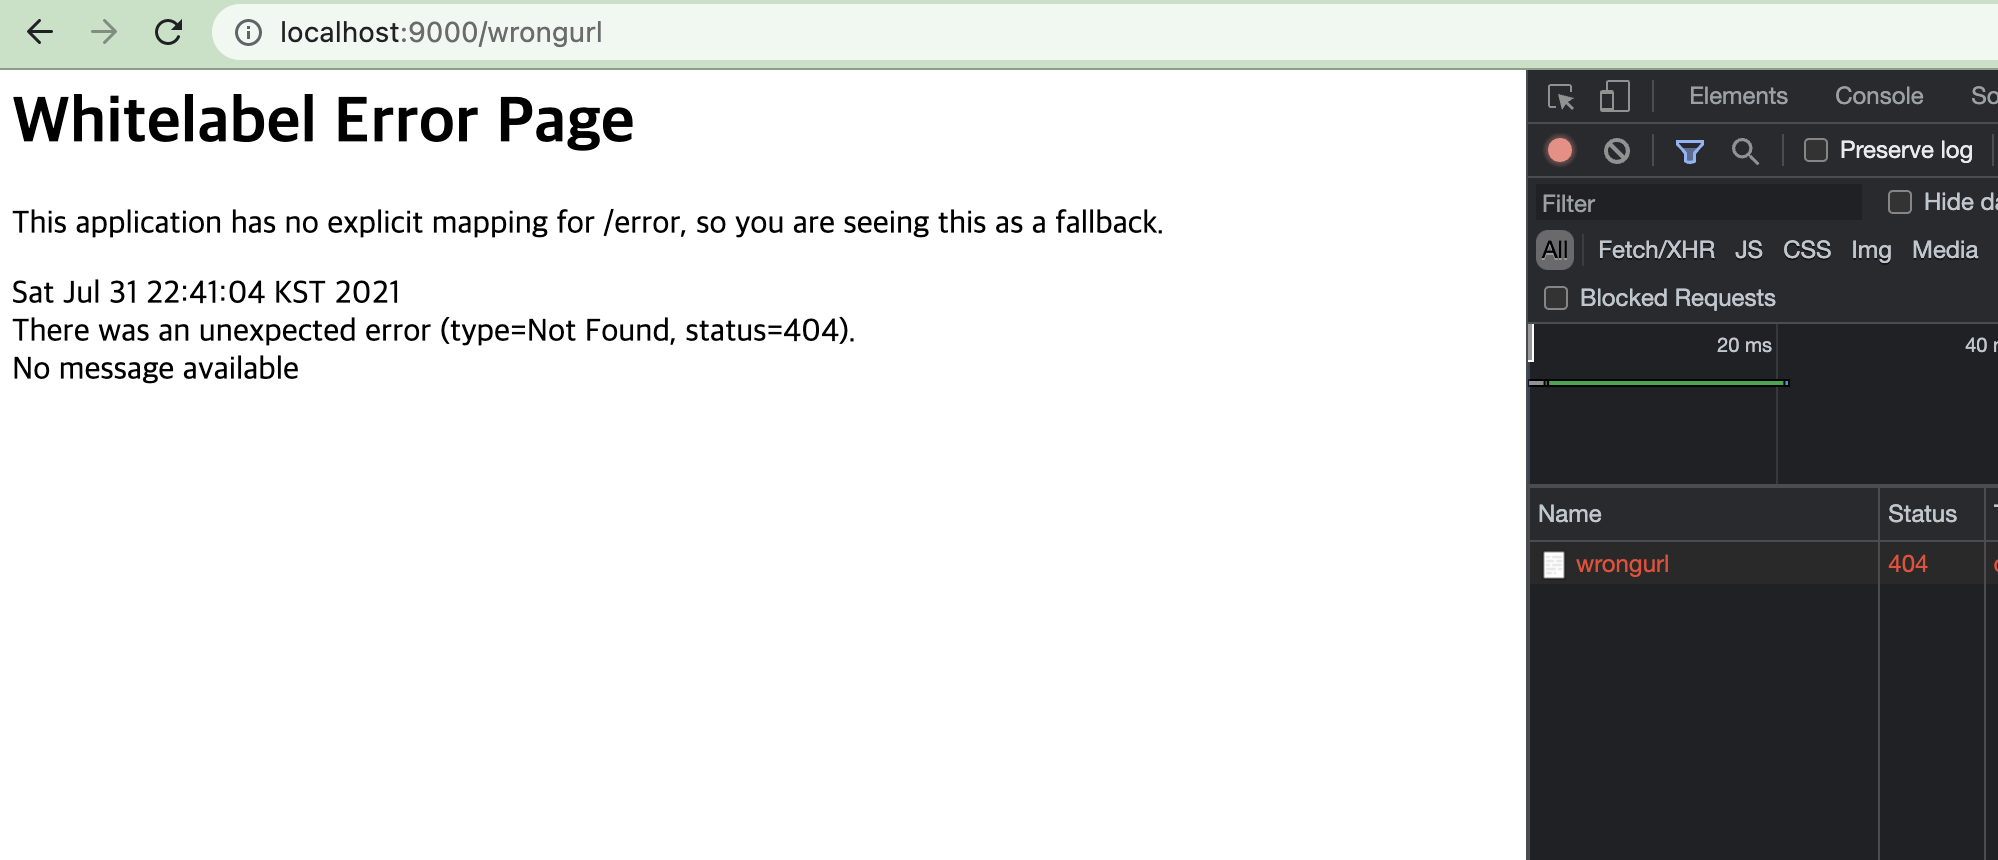 localhost:9000/wrongurl
Whitelabel Error Page
This application has no explicit mapping for /error, so you are seeing this as a fallback.
Sat Jul 31 22:41:04 KST 2021
There was an unexpected error (type=Not Found, status=404).
No message available
Elements Console So
Preserve log
Filter Hide da
All Fetch/XHR JS CSS Img Media
Blocked Requests
20 ms 40
Name Status
wrongurl 404